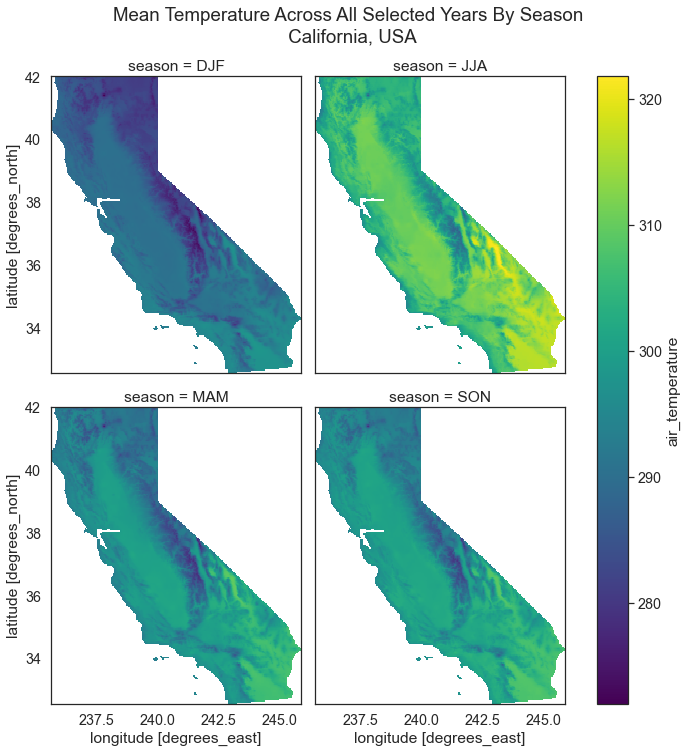 Mean Temperature Across All Selected Years By Season
California, USA
season = DJF
season = JJA
42
40
38
36
34
latitude [degrees_north]
320
310
300
290
280
air_temperature
season = MAM
season = SON
42
40
38
36
34
latitude [degrees_north]
237.5 240.0 242.5 245.0
237.5 240.0 242.5 245.0
longitude [degrees_east]
longitude [degrees_east]